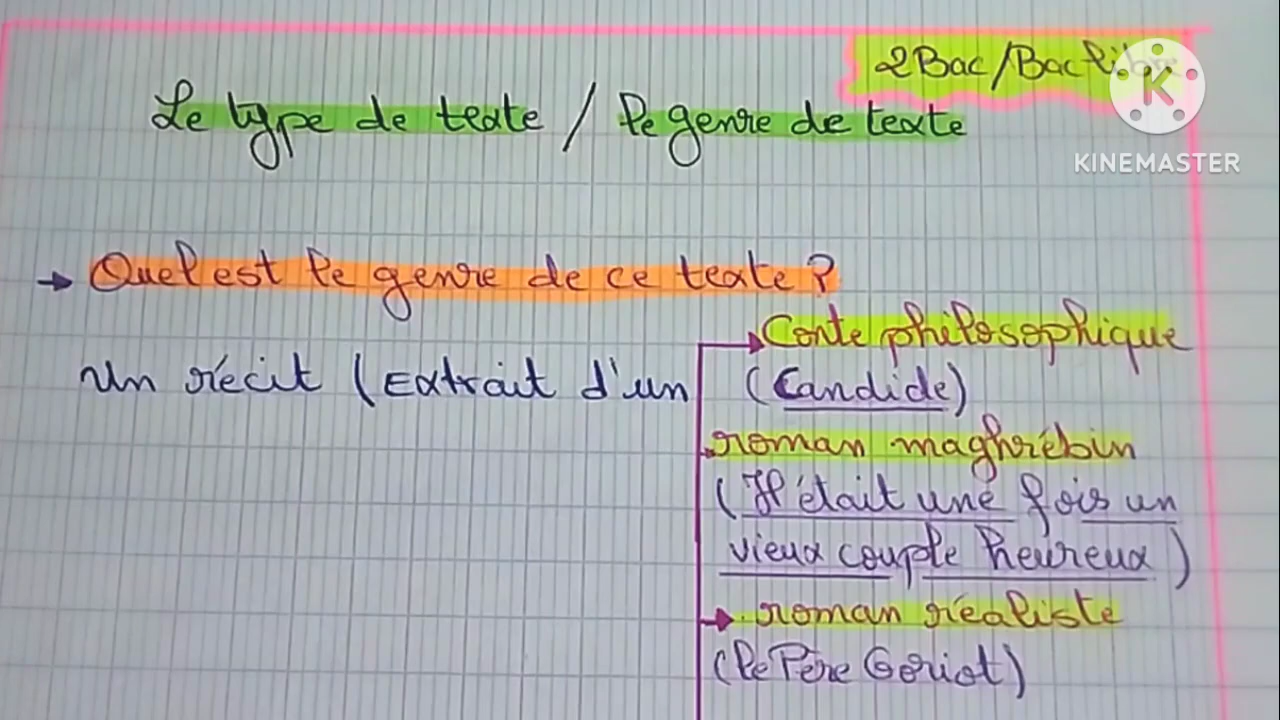 2Bac/Bac libre
KINEMASTER
Le type de texte / le genre de texte
→ Quel est le genre de ce texte ?
Un récit (Extrait d'un
Conte philosophique
(Candide)
roman maghrébin
(Il était une fois un
vieux couple heureux)
roman réaliste
(le Père Goriot)